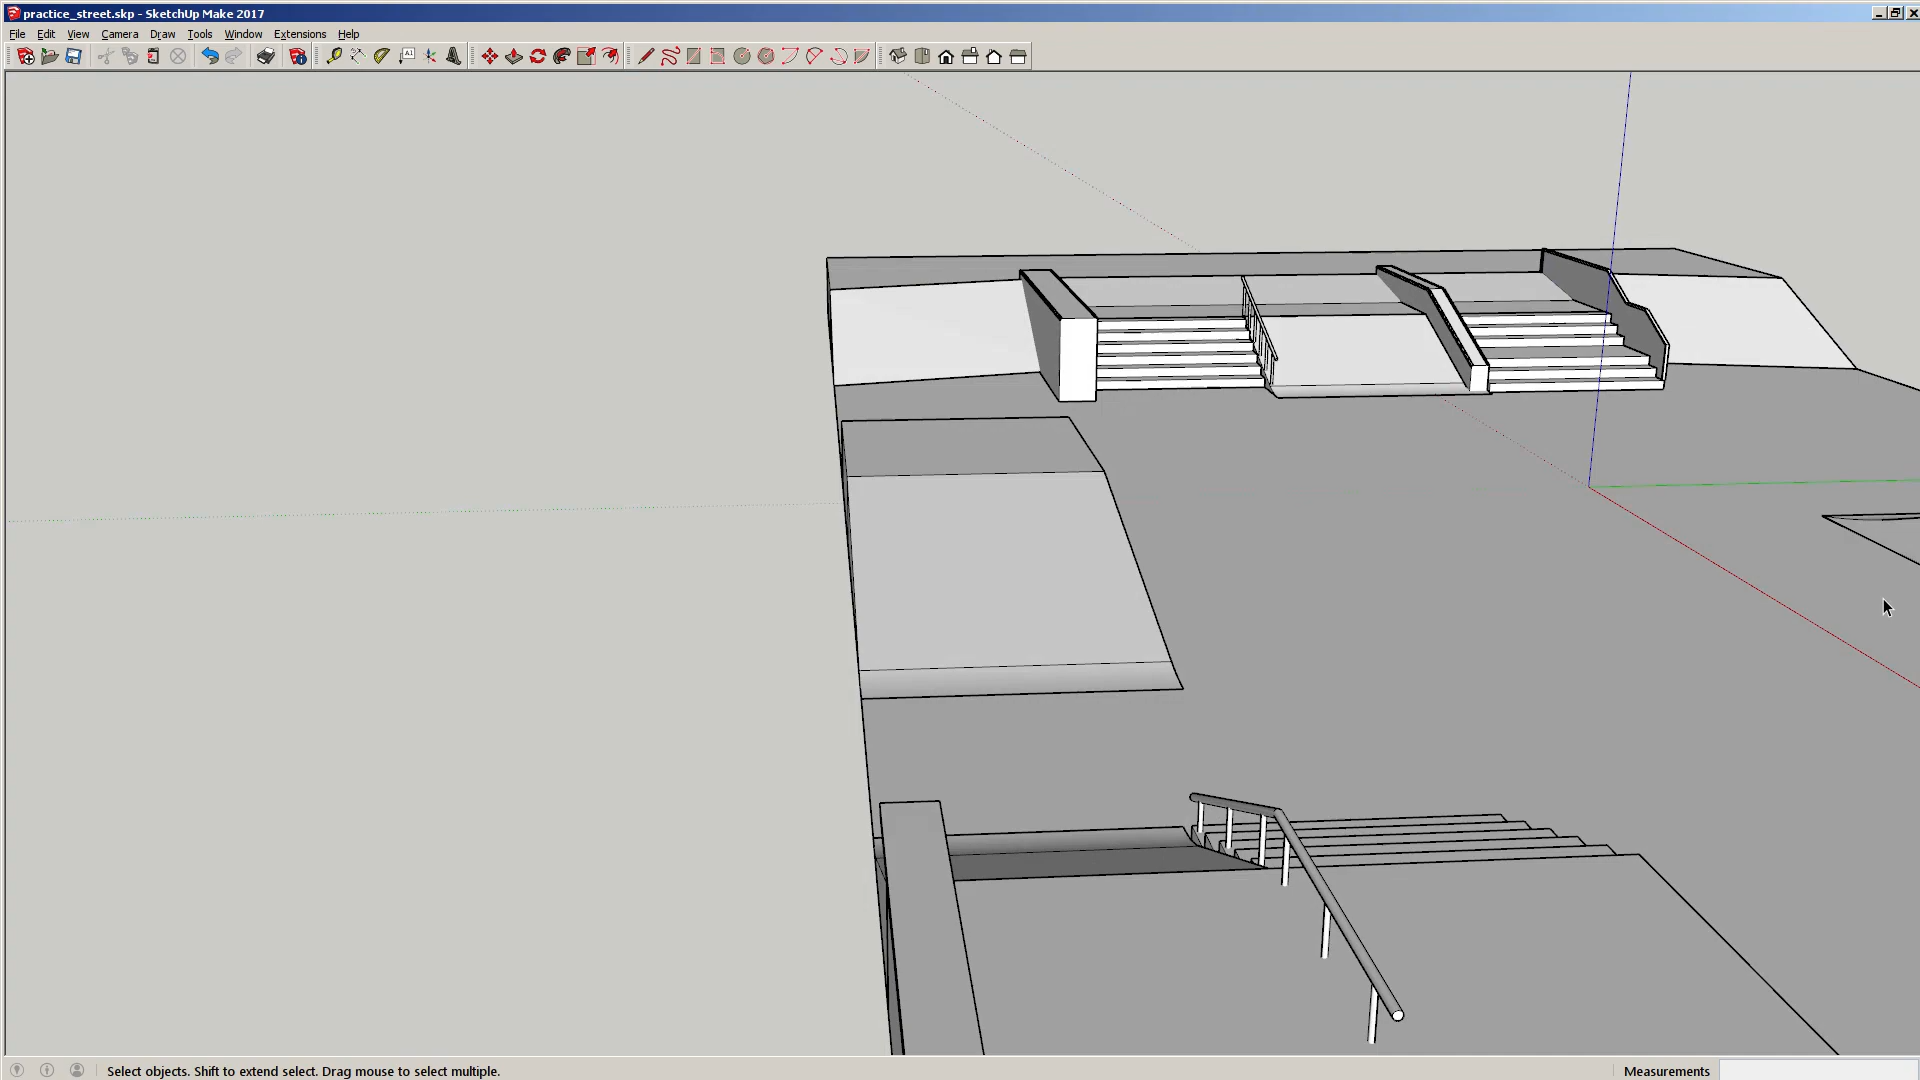 practice_street.skp - SketchUp Make 2017
File Edit View Camera Draw Tools Window Extensions Help
Select objects. Shift to extend select. Drag mouse to select multiple.
Measurements